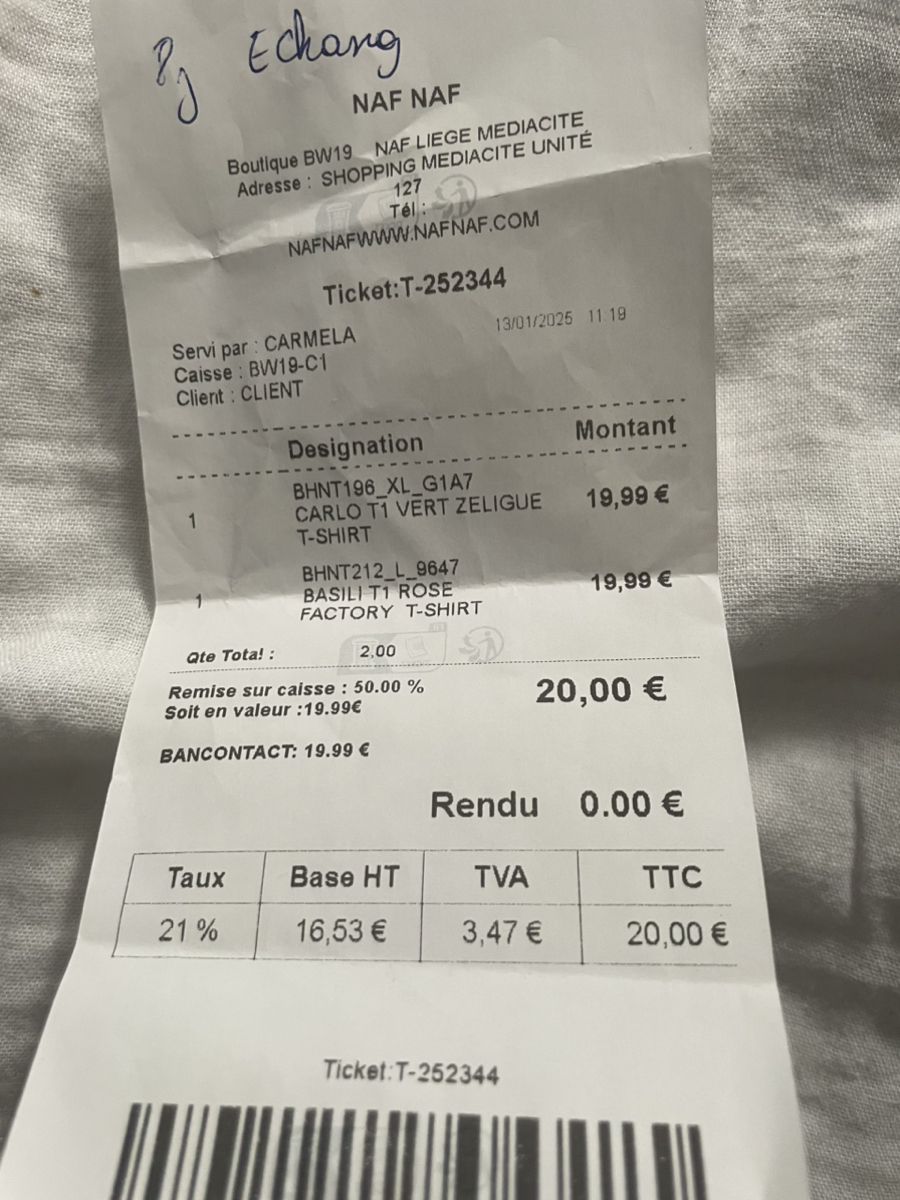 Echang
NAF NAF
Boutique BW19 NAF LIEGE MEDIACITE
Adresse : SHOPPING MEDIACITE UNITÉ
127
Tél :
NAFNAFWWW.NAFNAF.COM
Ticket:T-252344
13/01/2025 11:19
Servi par : CARMELA
Caisse : BW19-C1
Client : CLIENT
Designation Montant
BHNT196_XL_G1A7
1 CARLO T1 VERT ZELIGUE 19,99 €
T-SHIRT
BHNT212_L_9647
1 BASILI T1 ROSE 19,99 €
FACTORY T-SHIRT
Qte Total : 2,00
Remise sur caisse : 50.00 % 20,00 €
Soit en valeur :19.99€
BANCONTACT: 19.99 €
Rendu 0.00 €
Taux Base HT TVA TTC
21 % 16,53 € 3,47 € 20,00 €
Ticket:T-252344